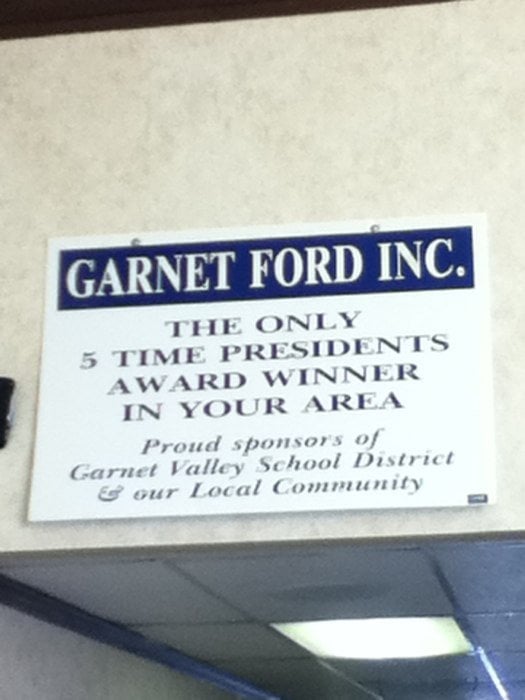 GARNET FORD INC.
THE ONLY
5 TIME PRESIDENTS
AWARD WINNER
IN YOUR AREA
Proud sponsors of
Garnet Valley School District
& our Local Community